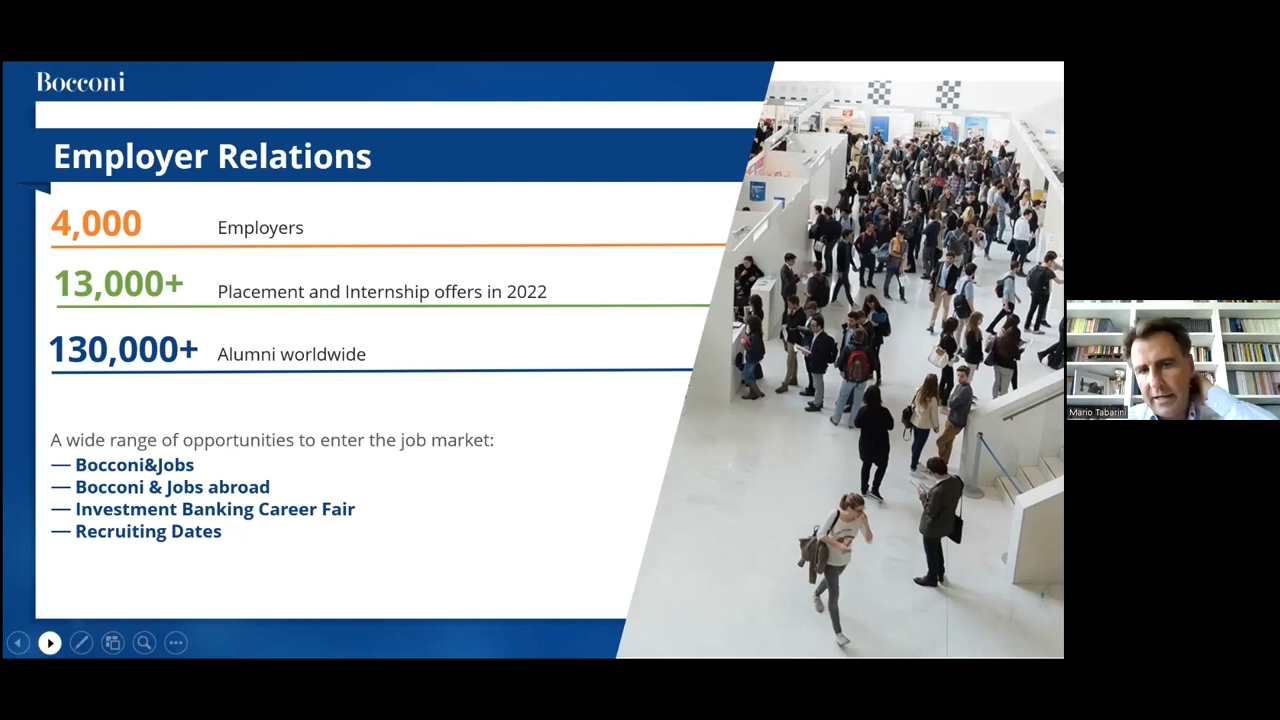 Bocconi
Employer Relations
4,000 Employers
13,000+ Placement and Internship offers in 2022
130,000+ Alumni worldwide
A wide range of opportunities to enter the job market:
— Bocconi&Jobs
— Bocconi & Jobs abroad
— Investment Banking Career Fair
— Recruiting Dates
Mario Tabarini